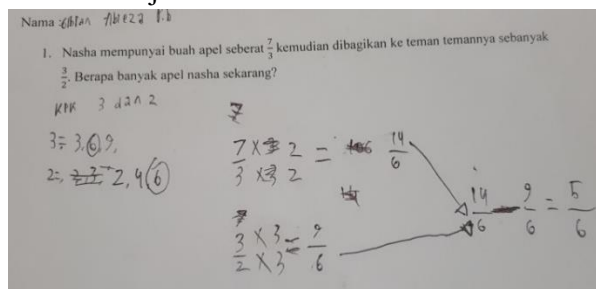 Nama :
1. Nasha mempunyai buah apel seberat 7/3 kemudian dibagikan ke teman temannya sebanyak
3/2. Berapa banyak apel nasha sekarang?
KPK 3 dan 2
3= 3,6,9,
2=, 2,4,6
7/3 × 2/2 = 14/6
3/2 × 3/3 = 9/6
14/6 - 9/6 = 5/6